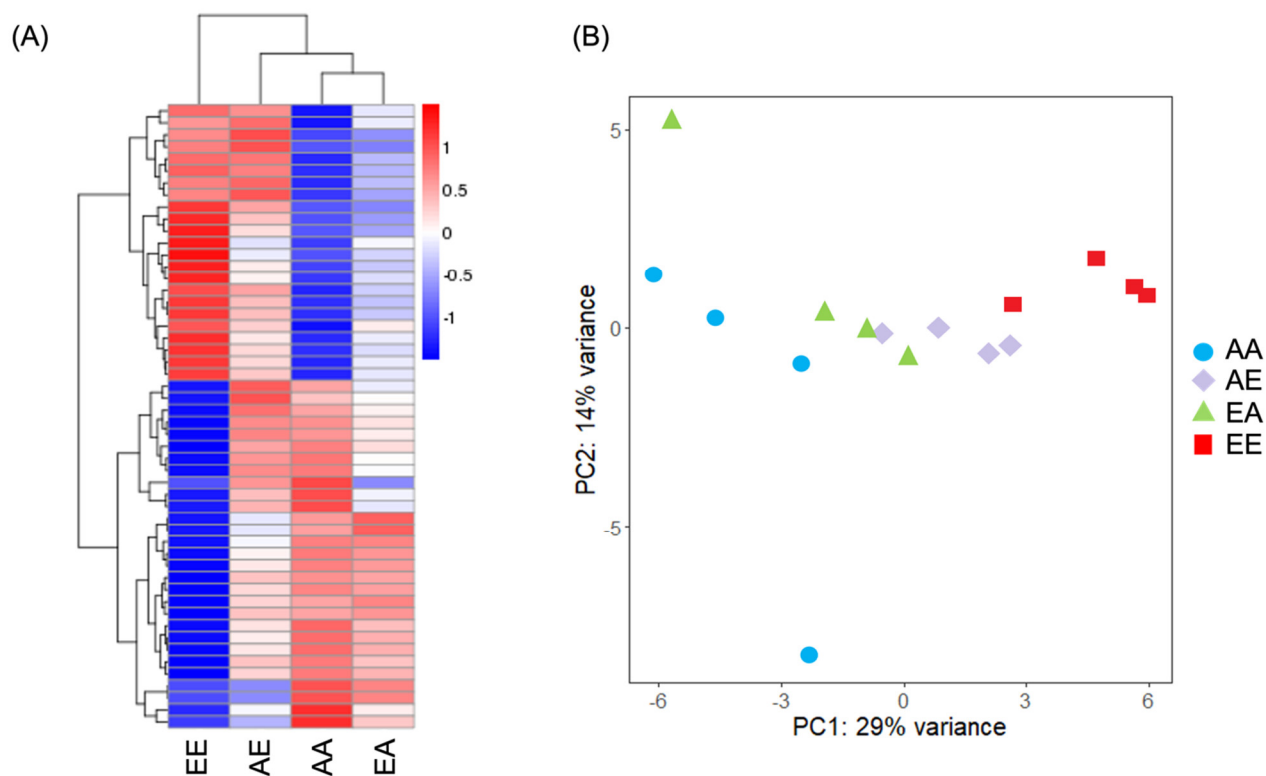 (A)
1
0.5
0
-0.5
-1
EE
AE
AA
EA
(B)
PC2: 14% variance
5
0
-5
-6
-3
0
3
6
PC1: 29% variance
AA
AE
EA
EE